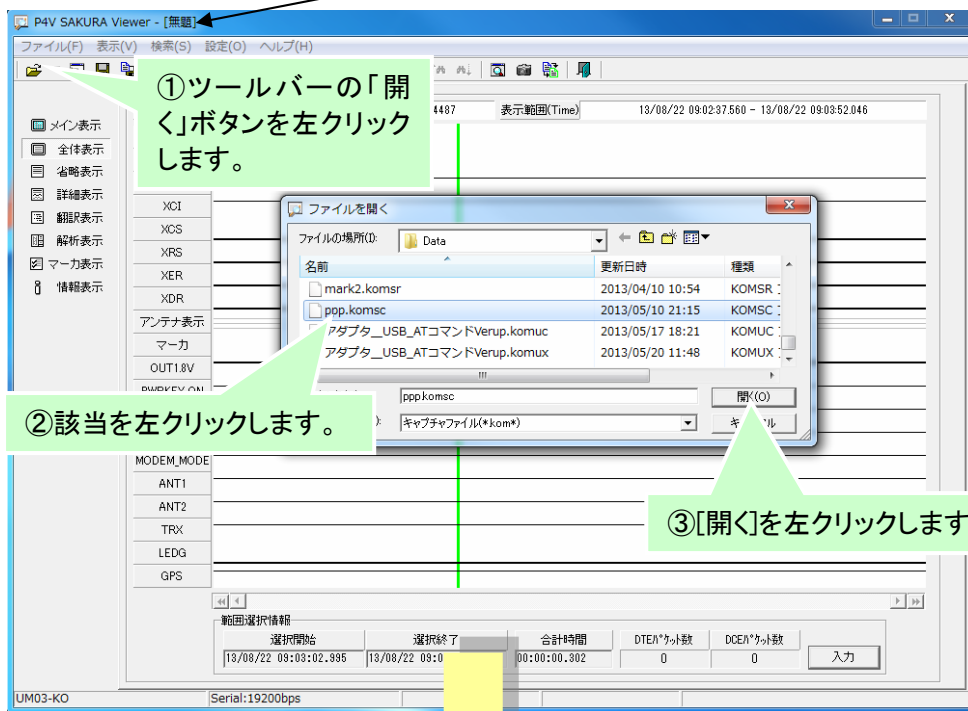 P4V SAKURA Viewer - [無題]
ファイル(F) 表示(V) 検索(S) 設定(O) ヘルプ(H)
①ツールバーの「開
く」ボタンを左クリック
します。
4487 表示範囲(Time) 13/08/22 09:02:37.560 - 13/08/22 09:03:52.046
メイン表示
全体表示
省略表示
詳細表示
翻訳表示
解析表示
マーカ表示
情報表示
XCI
XCS
XRS
XER
XDR
アンテナ表示
マーカ
OUT1.8V
PWRKEY ON
MODEM_MODE
ANT1
ANT2
TRX
LEDG
GPS
ファイルを開く
ファイルの場所(I): Data
名前 更新日時 種類
mark2.komsr 2013/04/10 10:54 KOMSR
ppp.komsc 2013/05/10 21:15 KOMSC
アダプタ__USB_ATコマンドVerup.komuc 2013/05/17 18:21 KOMUC
アダプタ__USB_ATコマンドVerup.komux 2013/05/20 11:48 KOMUX
ppp.komsc 開く(O)
キャプチャファイル(*.kom*)
②該当を左クリックします。
③[開く]を左クリックします
範囲選択情報
選択開始 選択終了 合計時間 DTEパケット数 DCEパケット数
13/08/22 09:03:02.995 13/08/22 09:0 00:00:00.302 0 0 入力
UM03-KO Serial:19200bps